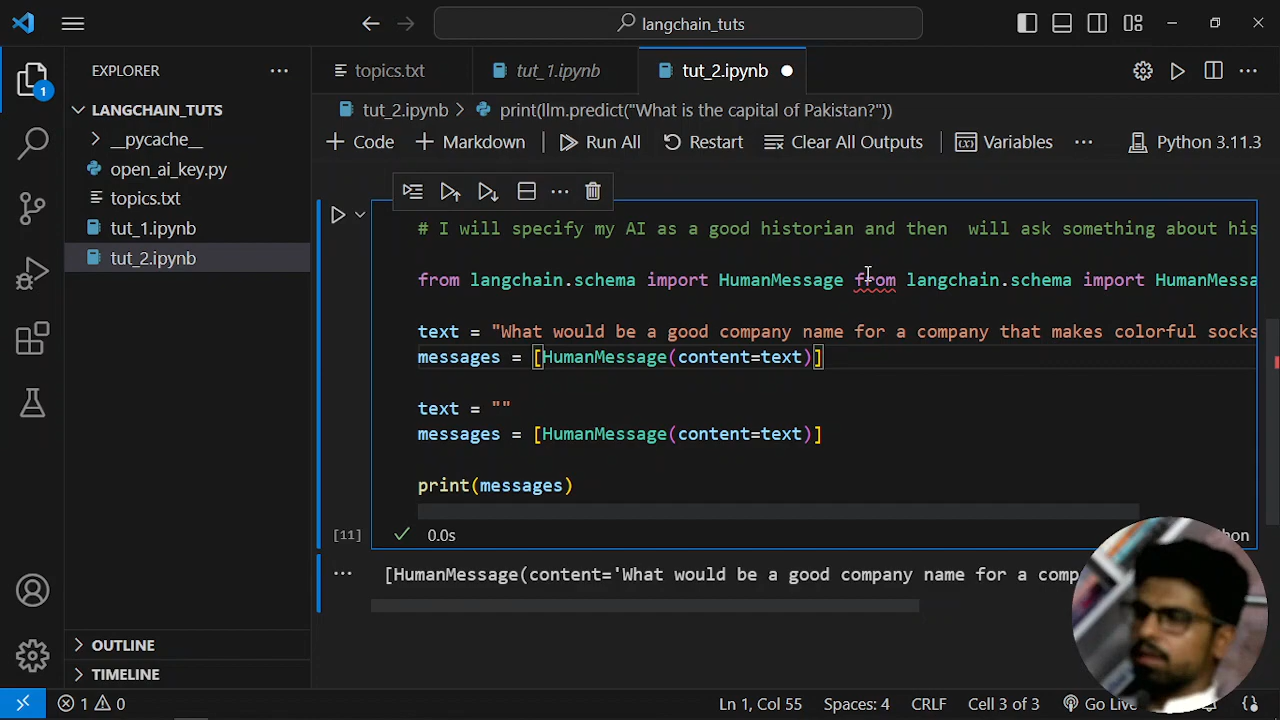 langchain_tuts
EXPLORER
topics.txt
tut_1.ipynb
tut_2.ipynb
LANGCHAIN_TUTS
tut_2.ipynb > print(llm.predict("What is the capital of Pakistan?"))
__pycache__
Code
Markdown
Run All
Restart
Clear All Outputs
Variables
Python 3.11.3
open_ai_key.py
topics.txt
tut_1.ipynb
tut_2.ipynb
1
# I will specify my AI as a good historian and then  will ask something about his
from langchain.schema import HumanMessage from langchain.schema import HumanMessa
text = "What would be a good company name for a company that makes colorful socks
messages = [HumanMessage(content=text)]
text = ""
messages = [HumanMessage(content=text)]
print(messages)
[11]
0.0s
[HumanMessage(content='What would be a good company name for a comp
OUTLINE
TIMELINE
1
0
Ln 1, Col 55
Spaces: 4
CRLF
Cell 3 of 3
Go Liv